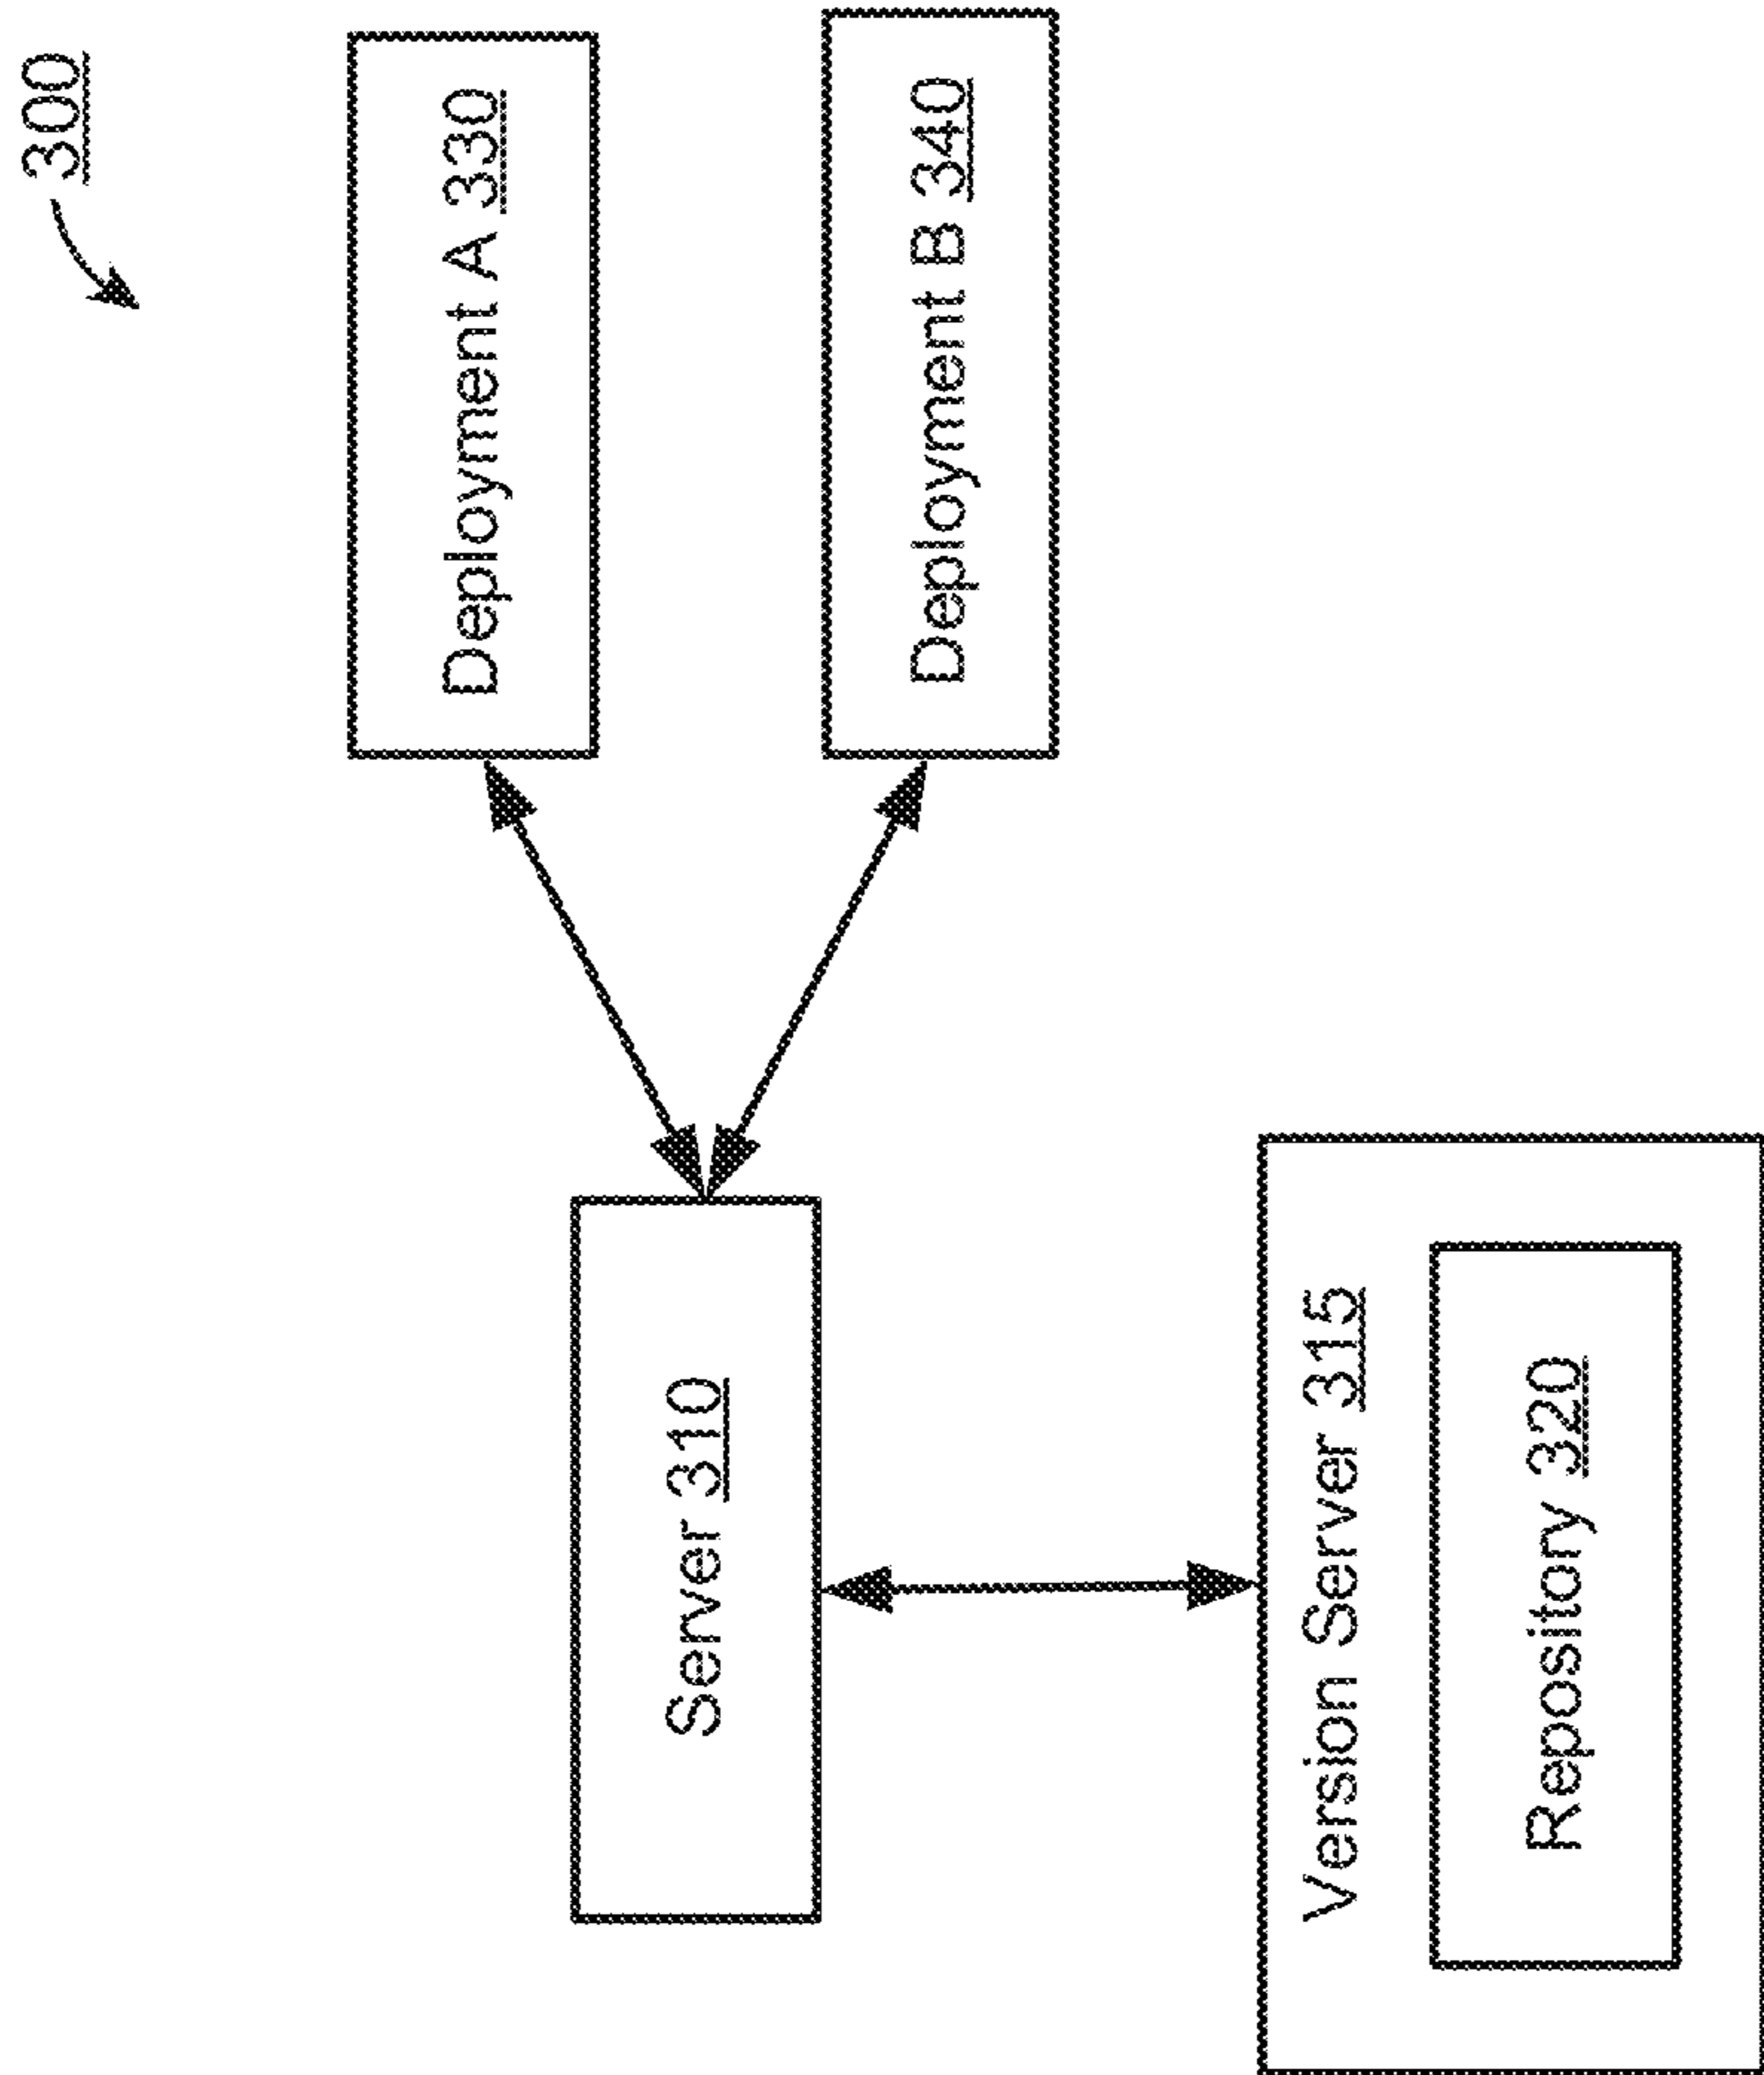 300
Deployment A 330
Deployment B 340
Server 310
Version Server 315
Repository 320